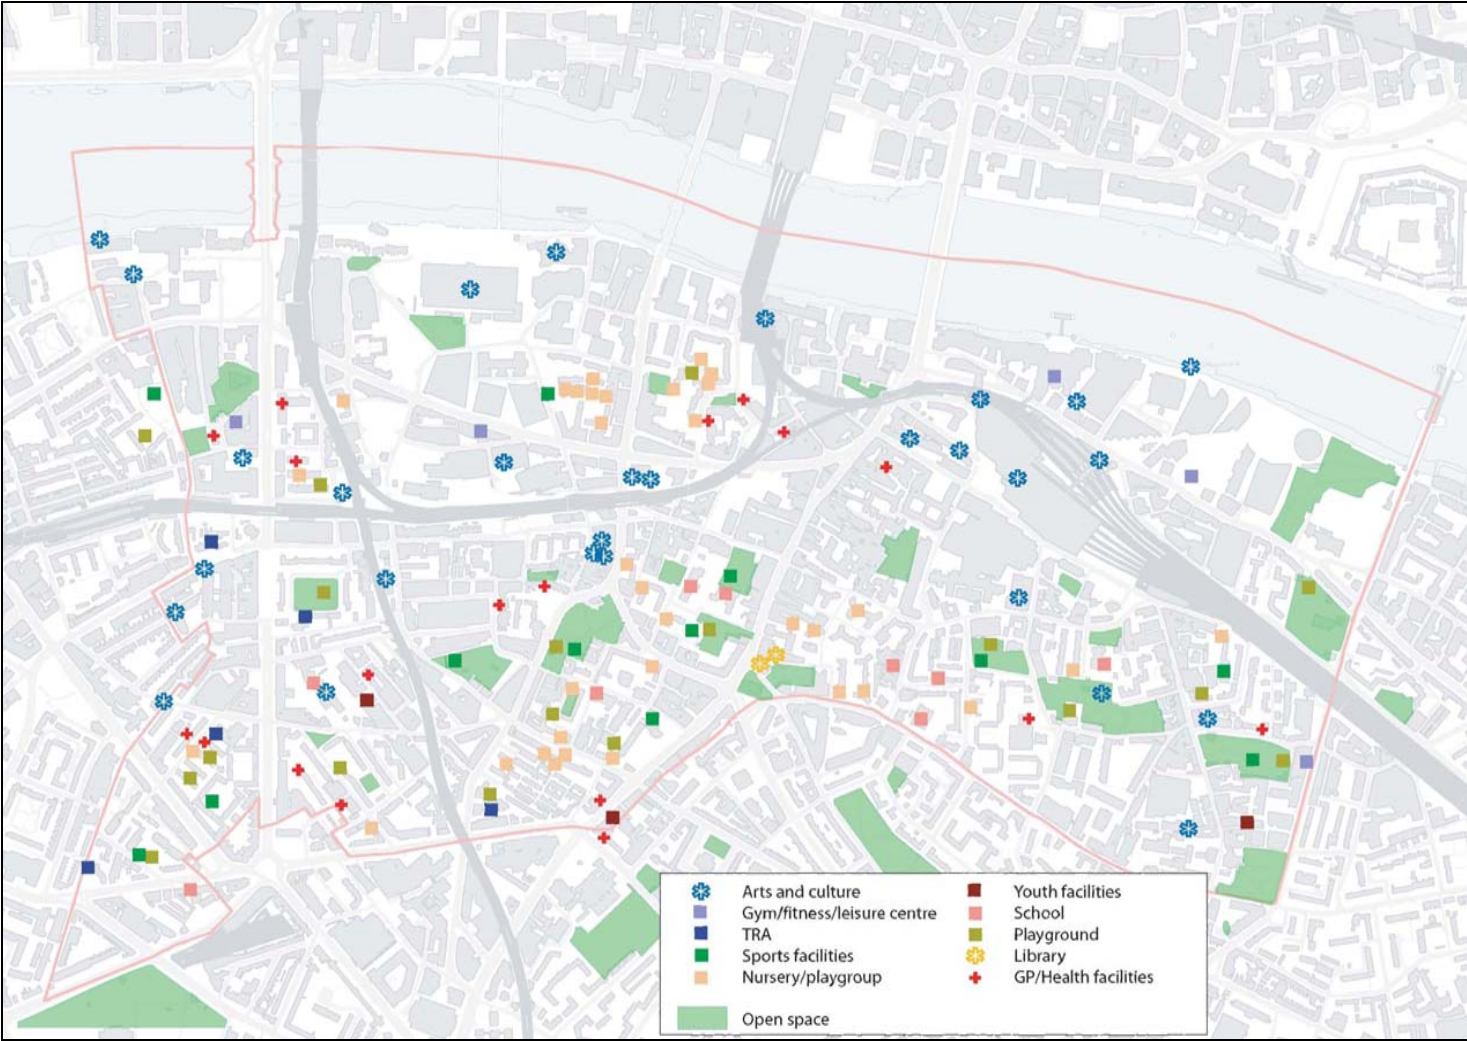 Arts and culture
Gym/fitness/leisure centre
TRA
Sports facilities
Nursery/playgroup
Open space
Youth facilities
School
Playground
Library
GP/Health facilities